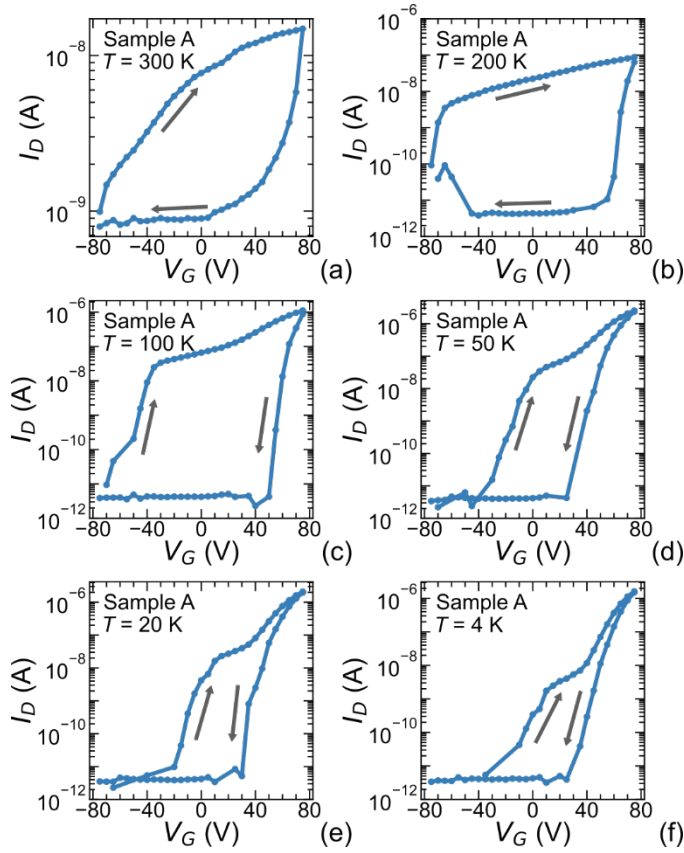 Sample A
T = 300 K
10⁻⁸
10⁻⁹
I_D (A)
−80 −40 0 40 80
V_G (V)
(a)
Sample A
T = 200 K
10⁻⁶
10⁻⁸
10⁻¹⁰
10⁻¹²
I_D (A)
−80 −40 0 40 80
V_G (V)
(b)
Sample A
T = 100 K
10⁻⁶
10⁻⁸
10⁻¹⁰
10⁻¹²
I_D (A)
−80 −40 0 40 80
V_G (V)
(c)
Sample A
T = 50 K
10⁻⁶
10⁻⁸
10⁻¹⁰
10⁻¹²
I_D (A)
−80 −40 0 40 80
V_G (V)
(d)
Sample A
T = 20 K
10⁻⁶
10⁻⁸
10⁻¹⁰
10⁻¹²
I_D (A)
−80 −40 0 40 80
V_G (V)
(e)
Sample A
T = 4 K
10⁻⁶
10⁻⁸
10⁻¹⁰
10⁻¹²
I_D (A)
−80 −40 0 40 80
V_G (V)
(f)